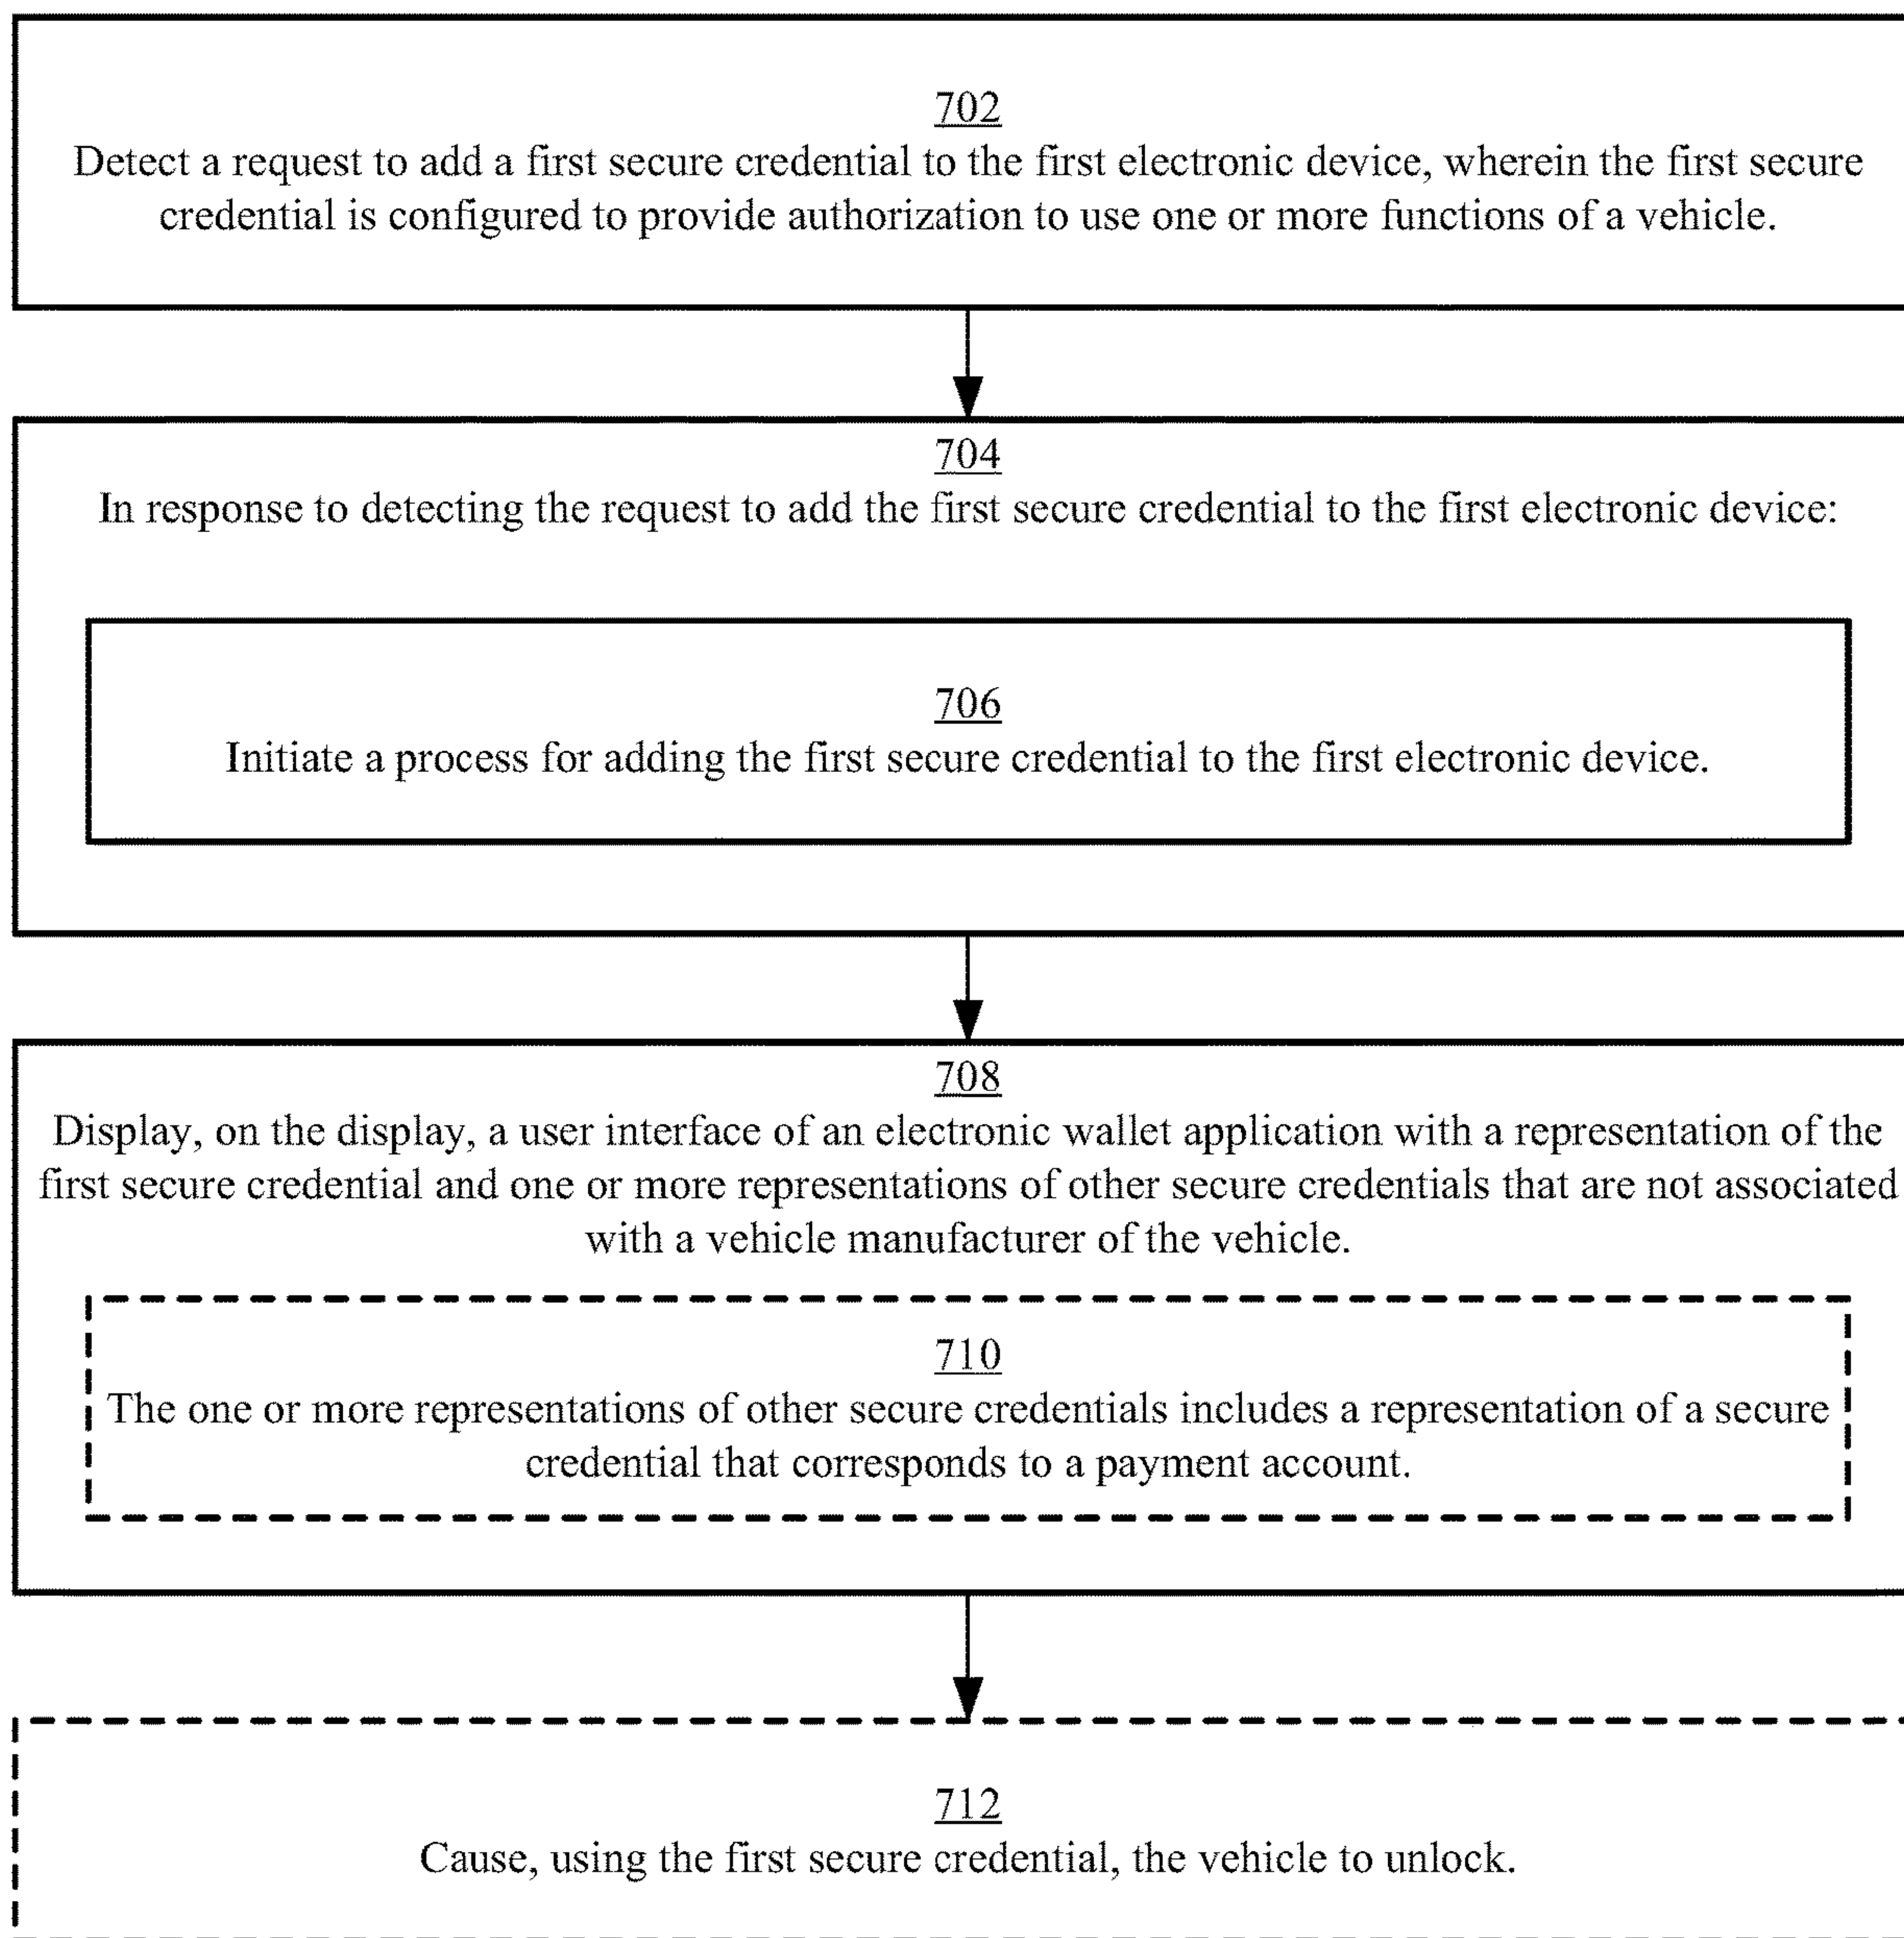 702
Detect a request to add a first secure credential to the first electronic device, wherein the first secure
credential is configured to provide authorization to use one or more functions of a vehicle.
704
In response to detecting the request to add the first secure credential to the first electronic device:
706
Initiate a process for adding the first secure credential to the first electronic device.
708
Display, on the display, a user interface of an electronic wallet application with a representation of the
first secure credential and one or more representations of other secure credentials that are not associated
with a vehicle manufacturer of the vehicle.
710
The one or more representations of other secure credentials includes a representation of a secure
credential that corresponds to a payment account.
712
Cause, using the first secure credential, the vehicle to unlock.